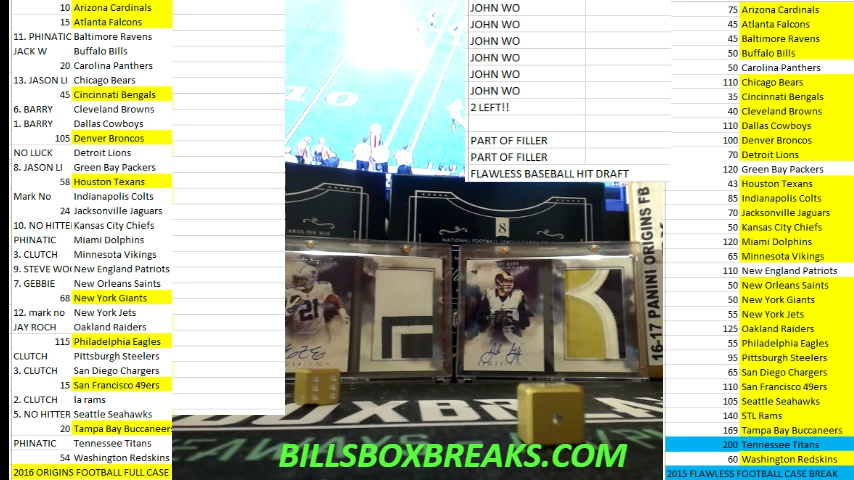 10 Arizona Cardinals
15 Atlanta Falcons
11. PHINATIC Baltimore Ravens
JACK W Buffalo Bills
20 Carolina Panthers
13. JASON LI Chicago Bears
45 Cincinnati Bengals
6. BARRY Cleveland Browns
1. BARRY Dallas Cowboys
105 Denver Broncos
NO LUCK Detroit Lions
8. JASON LI Green Bay Packers
58 Houston Texans
Mark No Indianapolis Colts
24 Jacksonville Jaguars
10. NO HITTE Kansas City Chiefs
PHINATIC Miami Dolphins
3. CLUTCH Minnesota Vikings
9. STEVE WO New England Patriots
7. GEBBIE New Orleans Saints
68 New York Giants
12. mark no New York Jets
JAY ROCH Oakland Raiders
115 Philadelphia Eagles
CLUTCH Pittsburgh Steelers
3. CLUTCH San Diego Chargers
15 San Francisco 49ers
2. CLUTCH la rams
5. NO HITTER Seattle Seahawks
20 Tampa Bay Buccaneers
PHINATIC Tennessee Titans
54 Washington Redskins
2016 ORIGINS FOOTBALL FULL CASE
JOHN WO
JOHN WO
JOHN WO
JOHN WO
JOHN WO
JOHN WO
2 LEFT!!
PART OF FILLER
PART OF FILLER
FLAWLESS BASEBALL HIT DRAFT
10
8
21
16-17 PANINI ORIGINS FB
BOXBREA
BILLSBOXBREAKS.COM
75 Arizona Cardinals
45 Atlanta Falcons
45 Baltimore Ravens
50 Buffalo Bills
50 Carolina Panthers
110 Chicago Bears
35 Cincinnati Bengals
40 Cleveland Browns
110 Dallas Cowboys
100 Denver Broncos
70 Detroit Lions
120 Green Bay Packers
43 Houston Texans
85 Indianapolis Colts
70 Jacksonville Jaguars
50 Kansas City Chiefs
120 Miami Dolphins
65 Minnesota Vikings
110 New England Patriots
50 New Orleans Saints
50 New York Giants
55 New York Jets
125 Oakland Raiders
55 Philadelphia Eagles
95 Pittsburgh Steelers
65 San Diego Chargers
110 San Francisco 49ers
105 Seattle Seahawks
140 STL Rams
169 Tampa Bay Buccaneers
200 Tennessee Titans
60 Washington Redskins
2015 FLAWLESS FOOTBALL CASE BREAK